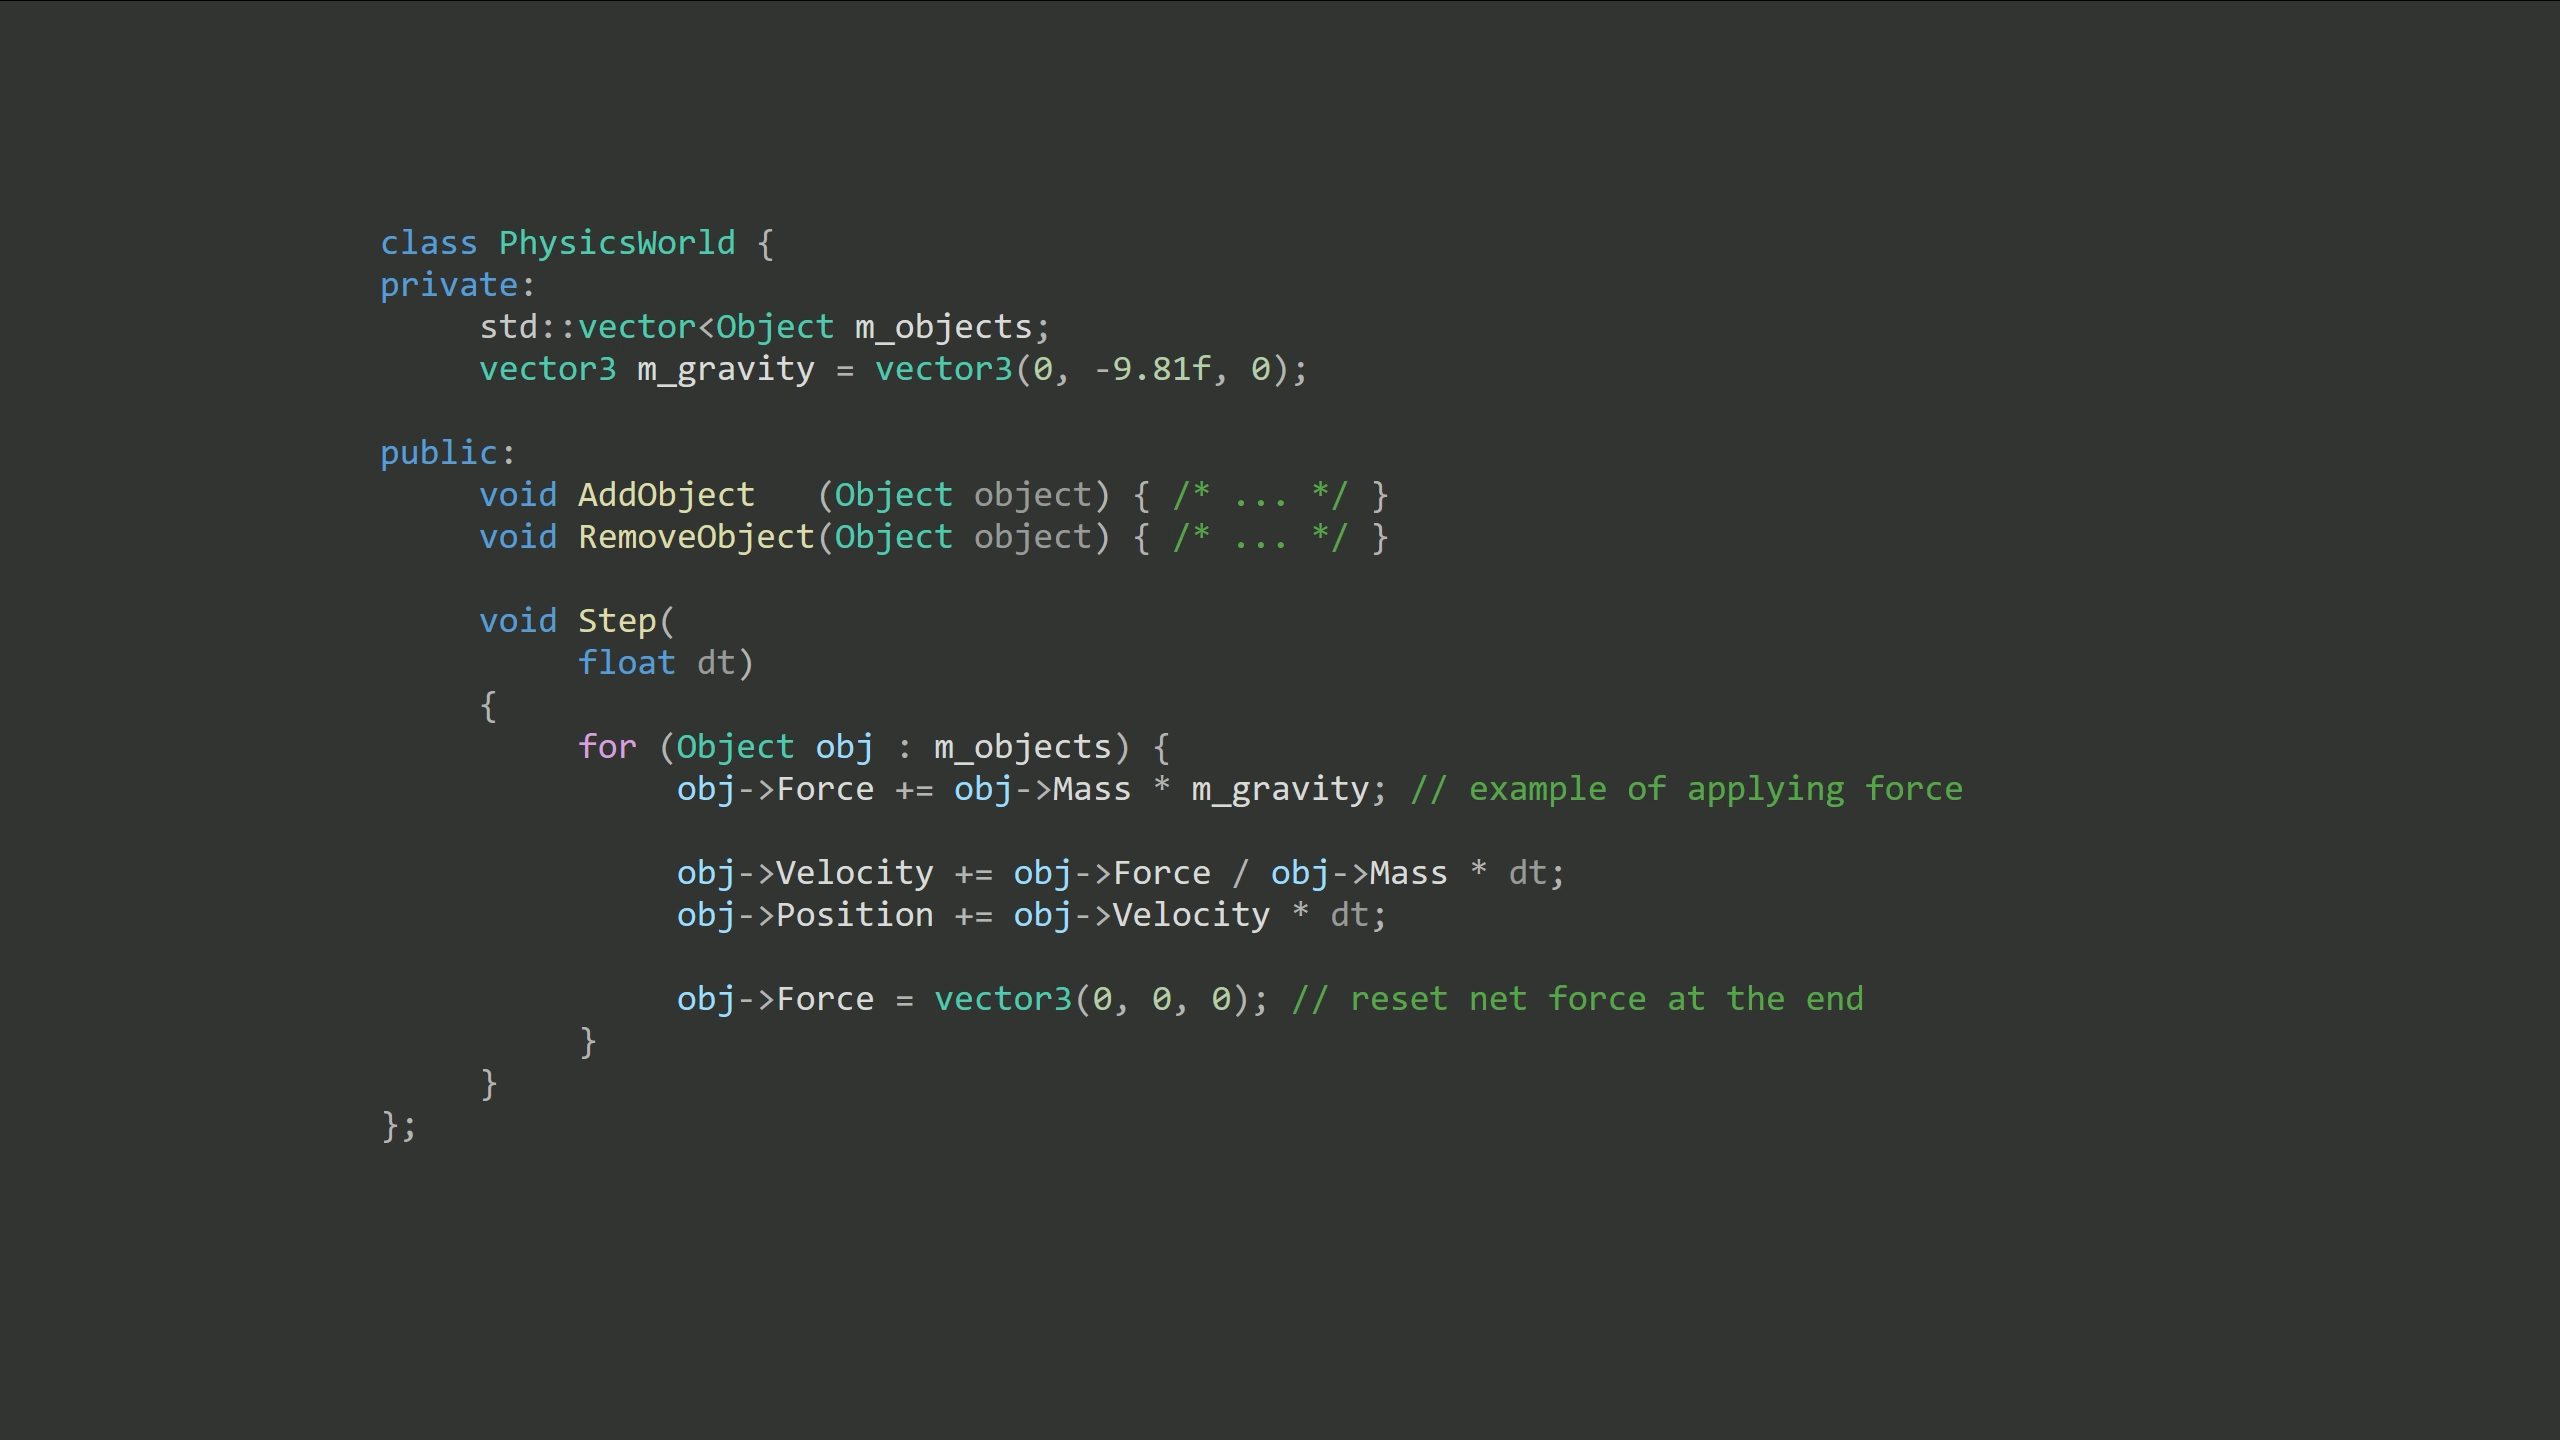 class PhysicsWorld {
private:
     std::vector<Object m_objects;
     vector3 m_gravity = vector3(0, -9.81f, 0);

public:
     void AddObject   (Object object) { /* ... */ }
     void RemoveObject(Object object) { /* ... */ }

     void Step(
          float dt)
     {
          for (Object obj : m_objects) {
               obj->Force += obj->Mass * m_gravity; // example of applying force

               obj->Velocity += obj->Force / obj->Mass * dt;
               obj->Position += obj->Velocity * dt;

               obj->Force = vector3(0, 0, 0); // reset net force at the end
          }
     }
};